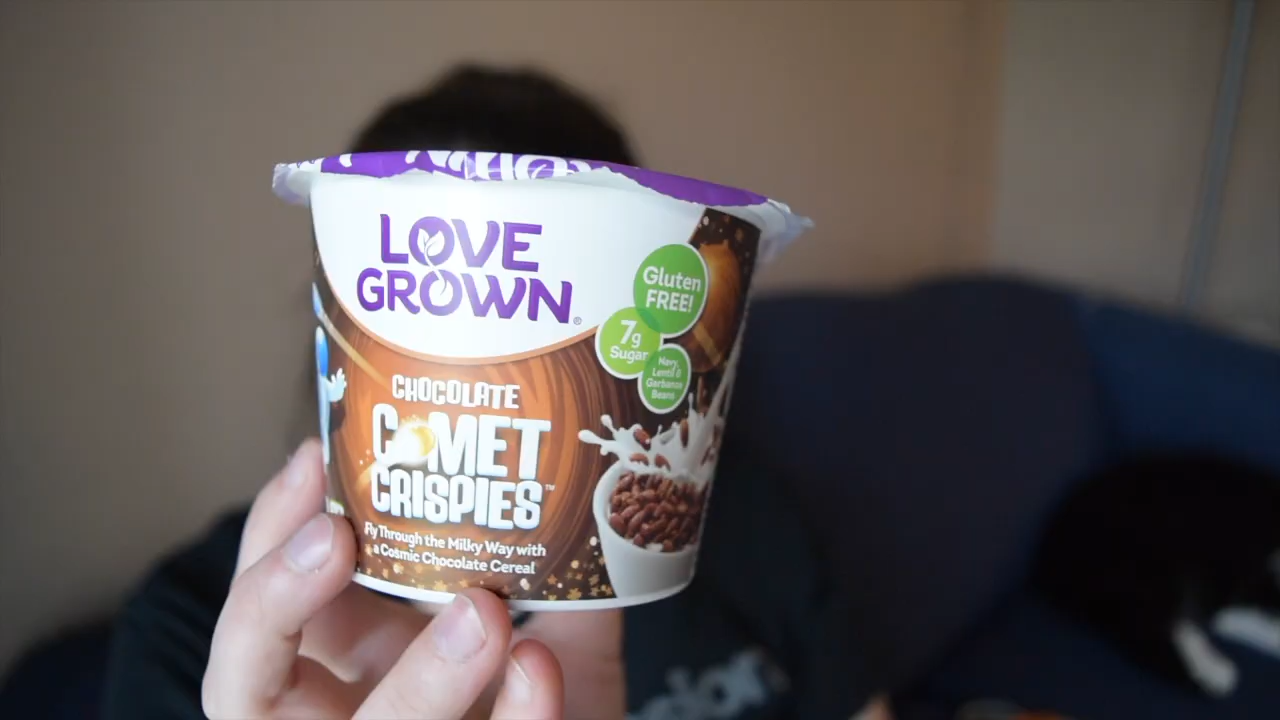 LOVE
GROWN®
Gluten
FREE!
7g
Sugar
Navy,
Lentil &
Garbanzo
Beans
CHOCOLATE
COMET
CRISPIES™
Fly Through the Milky Way with
a Cosmic Chocolate Cereal